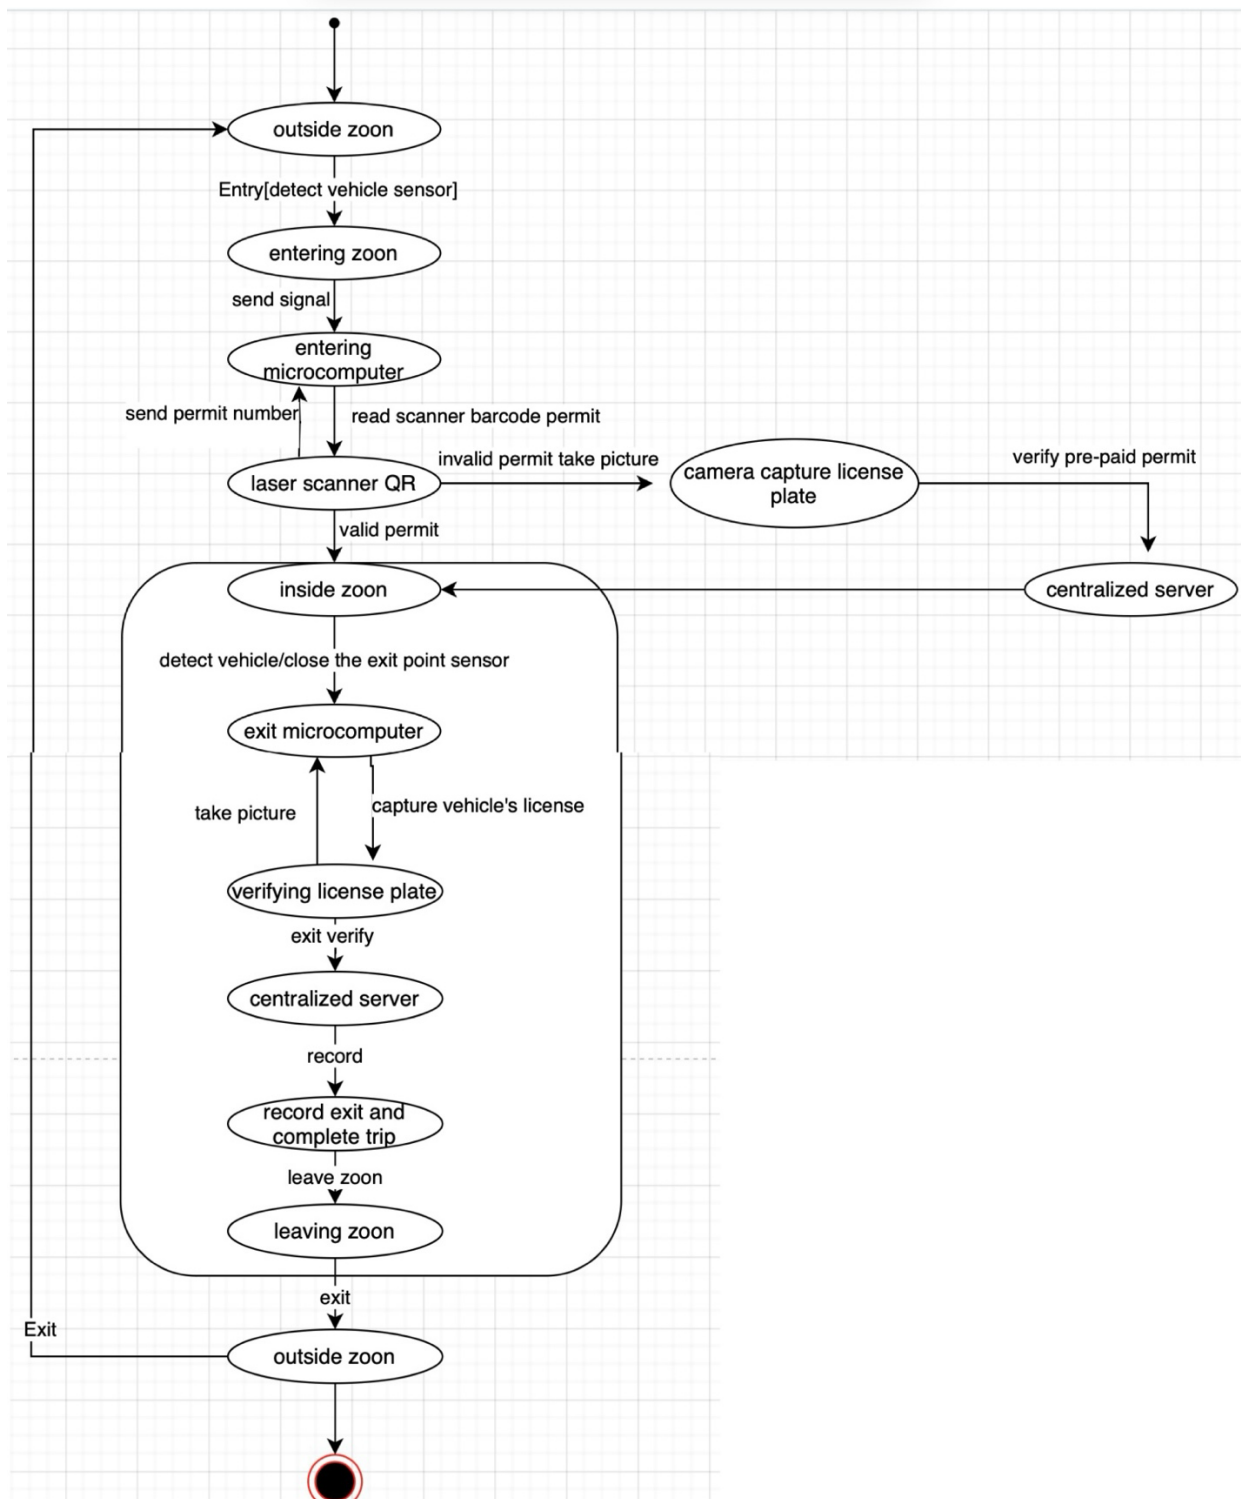 outside zoon
Entry[detect vehicle sensor]
entering zoon
send signal
entering
microcomputer
send permit number
read scanner barcode permit
laser scanner QR
invalid permit take picture
camera capture license
plate
verify pre-paid permit
valid permit
inside zoon
centralized server
detect vehicle/close the exit point sensor
exit microcomputer
take picture
capture vehicle's license
verifying license plate
exit verify
centralized server
record
record exit and
complete trip
leave zoon
leaving zoon
exit
Exit
outside zoon